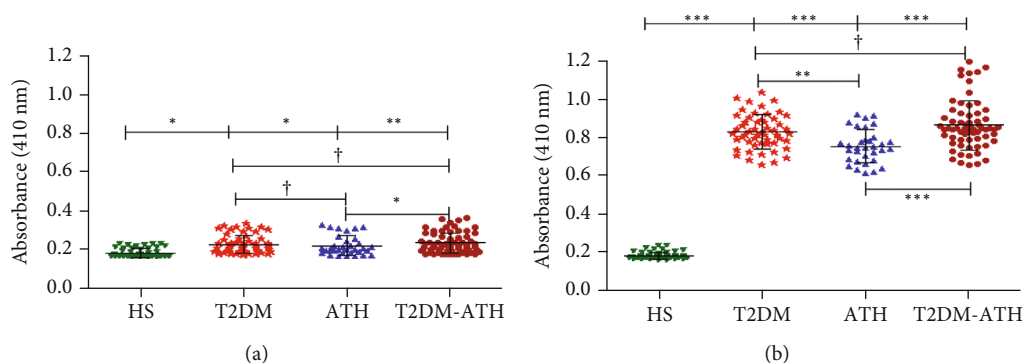 Absorbance (410 nm)
1.2
1.0
0.8
0.6
0.4
0.2
0.0
* * **
†
†
*
HS T2DM ATH T2DM-ATH
(a)
Absorbance (410 nm)
1.2
1.0
0.8
0.6
0.4
0.2
0.0
*** *** ***
†
**
***
HS T2DM ATH T2DM-ATH
(b)